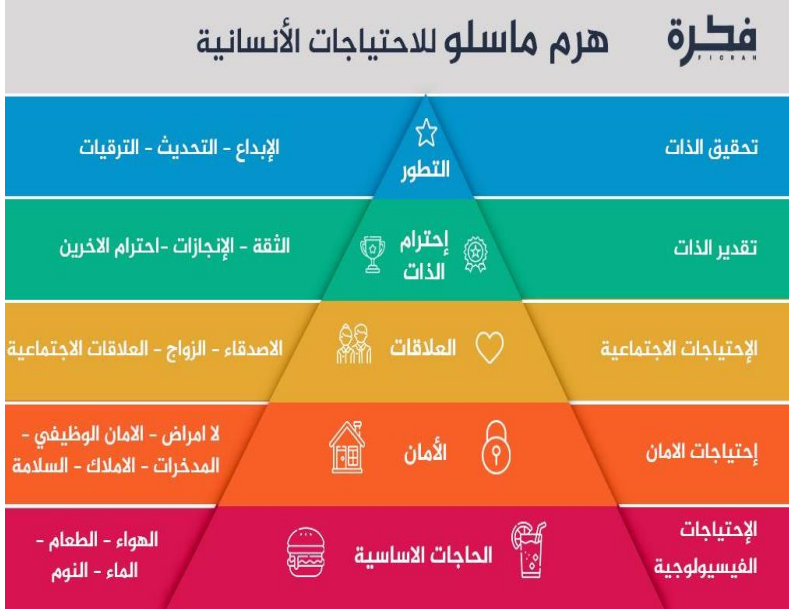 فكرة
FICRAH
هرم ماسلو للاحتياجات الأنسانية
تحقيق الذات
التطور
الإبداع - التحديث - الترقيات
تقدير الذات
إحترام
الذات
الثقة - الإنجازات -احترام الاخرين
الإحتياجات الاجتماعية
العلاقات
الاصدقاء - الزواج - العلاقات الاجتماعية
إحتياجات الامان
الأمان
لا امراض - الامان الوظيفي -
المدخرات - الاملاك - السلامة
الإحتياجات
الفيسيولوجية
الحاجات الاساسية
الهواء - الطعام -
الماء - النوم